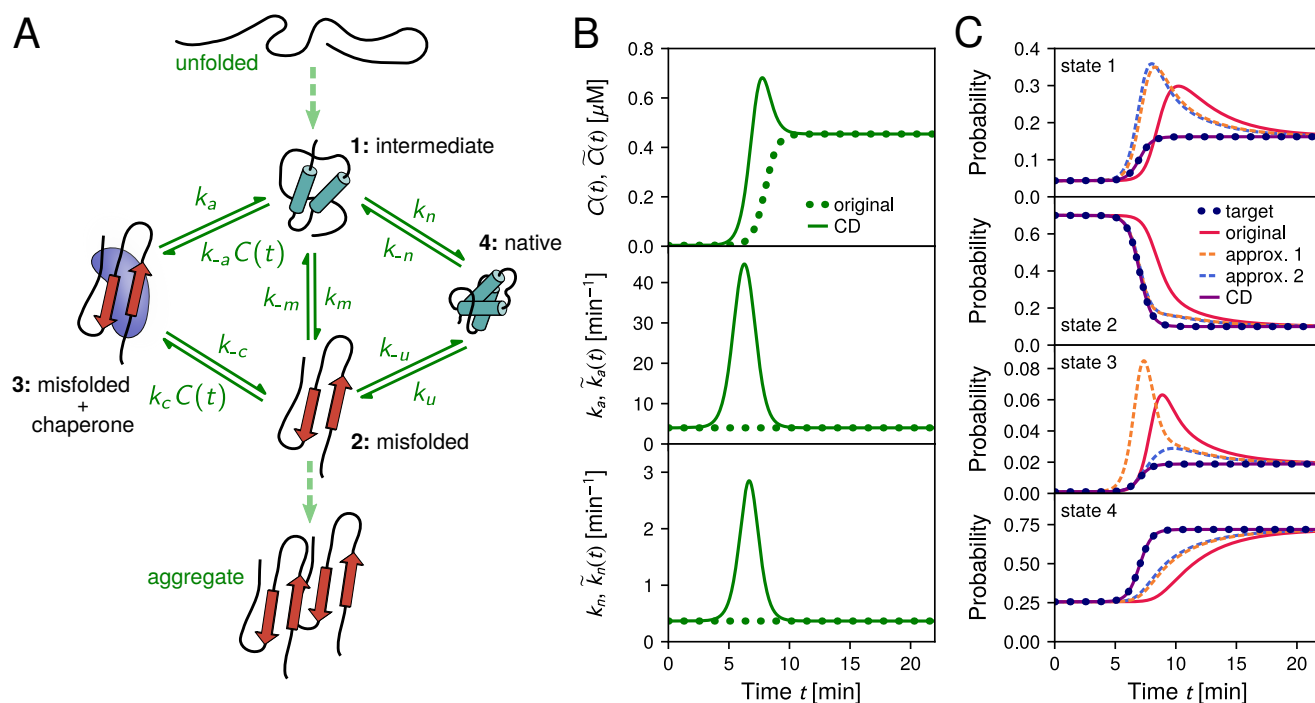 A
unfolded
1: intermediate
k_a
k_-a C(t)
k_n
k_-n
4: native
k_-m
k_m
3: misfolded
+
chaperone
k_-c
k_c C(t)
k_-u
k_u
2: misfolded
aggregate
B
C(t), C̃(t) [μM]
0.8
0.6
0.4
0.2
0.0
original
CD
k_a, k̃_a(t) [min⁻¹]
40
30
20
10
0
k_n, k̃_n(t) [min⁻¹]
3
2
1
0
0 5 10 15 20
Time t [min]
C
Probability
0.4
0.3
0.2
0.1
0.0
state 1
Probability
0.6
0.4
0.2
0.0
target
original
approx. 1
approx. 2
CD
state 2
Probability
0.08
0.06
0.04
0.02
0.00
state 3
Probability
0.75
0.50
0.25
0.00
state 4
0 5 10 15 20
Time t [min]